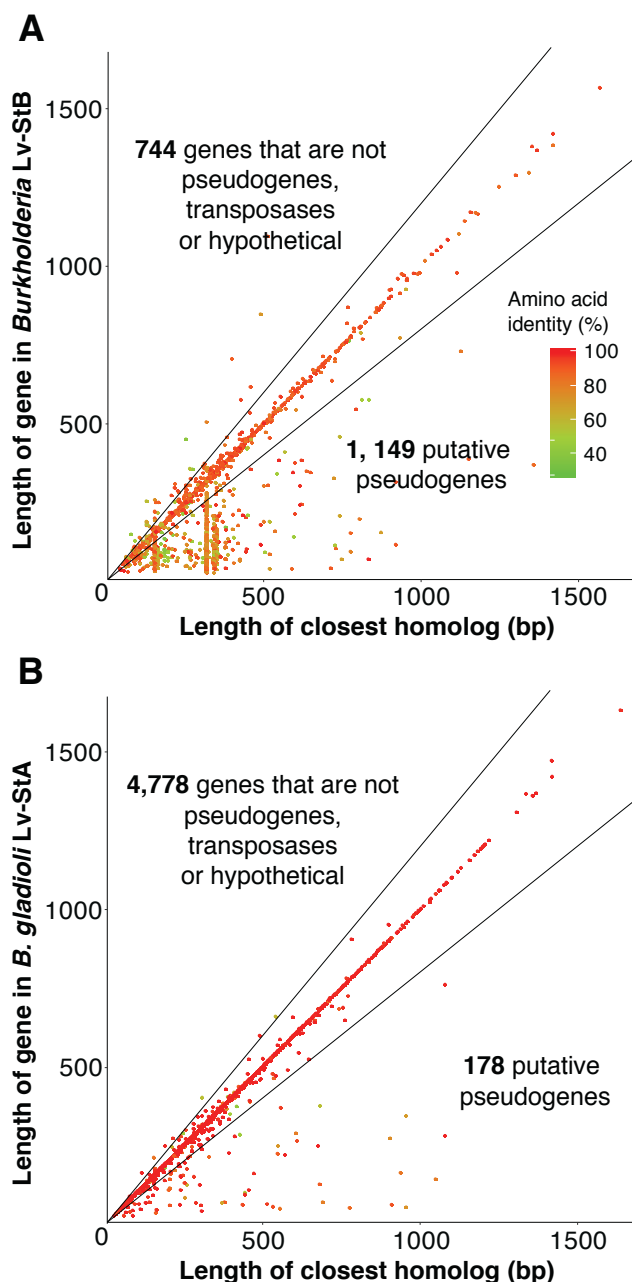 A
Length of gene in Burkholderia Lv-StB
1500
1000
500
0
744 genes that are not
pseudogenes,
transposases
or hypothetical
Amino acid
identity (%)
100
80
60
40
1, 149 putative
pseudogenes
0
500
1000
1500
Length of closest homolog (bp)
B
Length of gene in B. gladioli Lv-StA
1500
1000
500
4,778 genes that are not
pseudogenes,
transposases
or hypothetical
178 putative
pseudogenes
0
500
1000
1500
Length of closest homolog (bp)